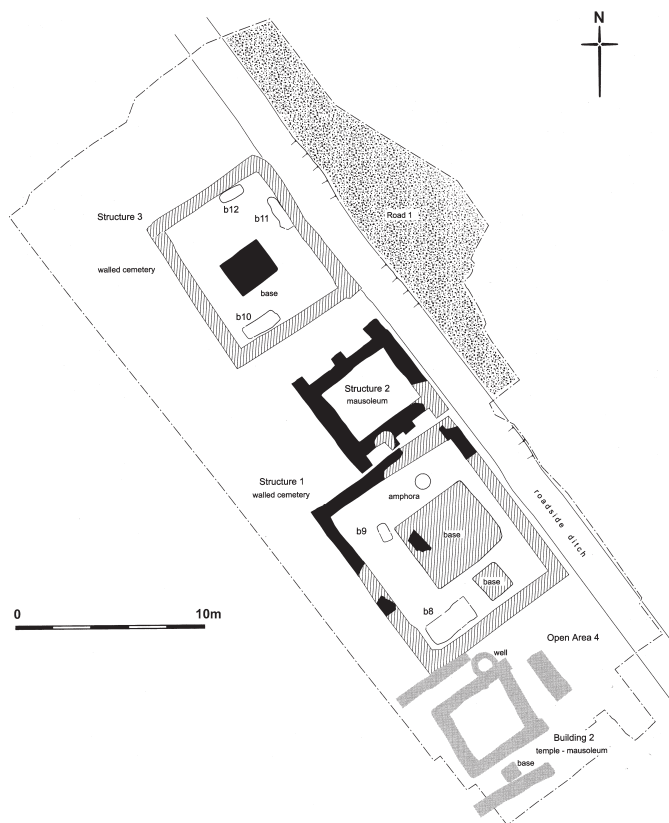 N
Structure 3
b12
b11
Road 1
walled cemetery
base
b10
Structure 2
mausoleum
Structure 1
walled cemetery
amphora
roadside ditch
b9
base
base
0
10m
b8
Open Area 4
well
Building 2
temple - mausoleum
base